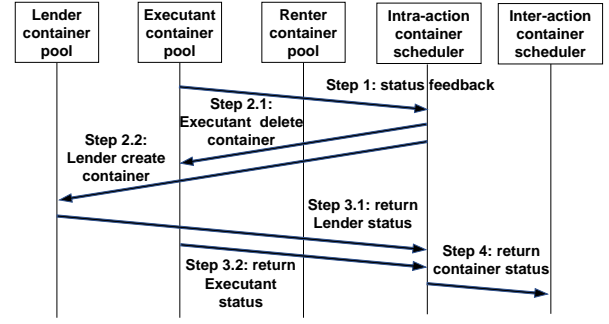 Lender
container
pool
Executant
container
pool
Renter
container
pool
Intra-action
container
scheduler
Inter-action
container
scheduler
Step 1: status feedback
Step 2.1:
Executant delete
container
Step 2.2:
Lender create
container
Step 3.1: return
Lender status
Step 3.2: return
Executant
status
Step 4: return
container status